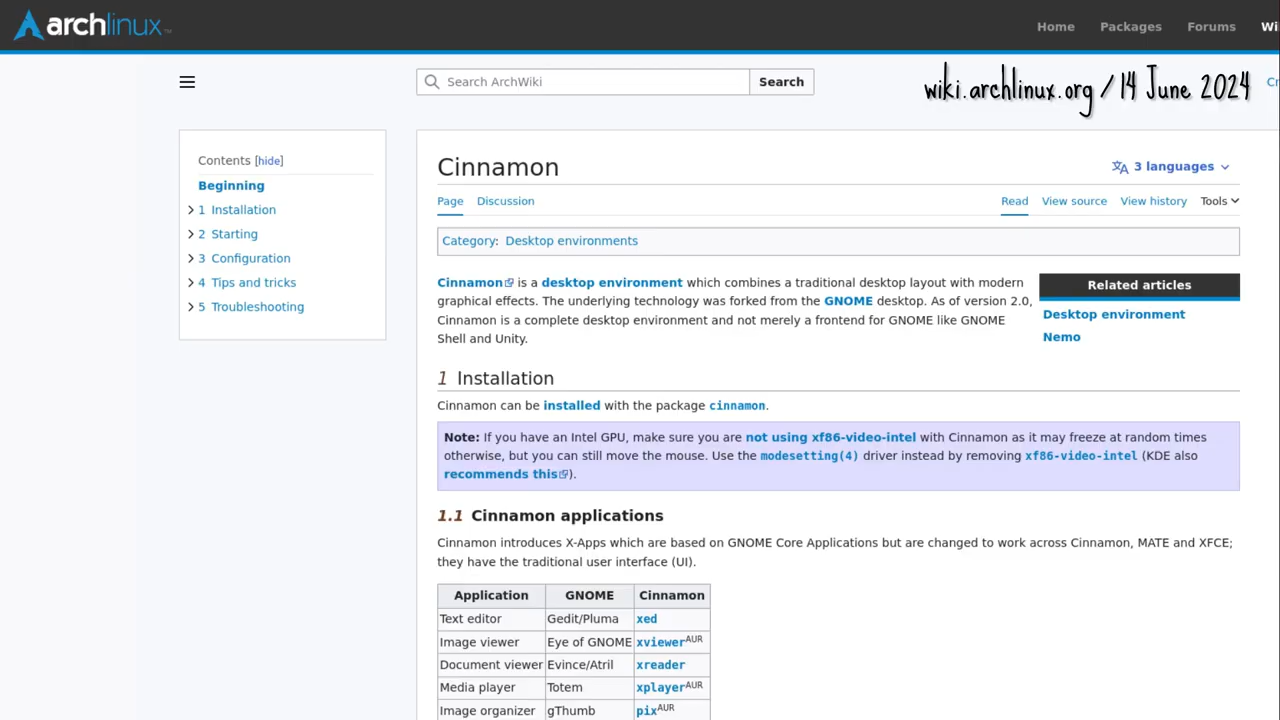 archlinux™
Home Packages Forums
Search ArchWiki Search
wiki.archlinux.org / 14 June 2024
Contents [hide]
Beginning
1 Installation
2 Starting
3 Configuration
4 Tips and tricks
5 Troubleshooting
Cinnamon
3 languages
Page Discussion Read View source View history Tools
Category: Desktop environments
Cinnamon is a desktop environment which combines a traditional desktop layout with modern
graphical effects. The underlying technology was forked from the GNOME desktop. As of version 2.0,
Cinnamon is a complete desktop environment and not merely a frontend for GNOME like GNOME
Shell and Unity.
Related articles
Desktop environment
Nemo
1 Installation
Cinnamon can be installed with the package cinnamon.
Note: If you have an Intel GPU, make sure you are not using xf86-video-intel with Cinnamon as it may freeze at random times
otherwise, but you can still move the mouse. Use the modesetting(4) driver instead by removing xf86-video-intel (KDE also
recommends this).
1.1 Cinnamon applications
Cinnamon introduces X-Apps which are based on GNOME Core Applications but are changed to work across Cinnamon, MATE and XFCE;
they have the traditional user interface (UI).
Application GNOME Cinnamon
Text editor Gedit/Pluma xed
Image viewer Eye of GNOME xviewerAUR
Document viewer Evince/Atril xreader
Media player Totem xplayerAUR
Image organizer gThumb pixAUR